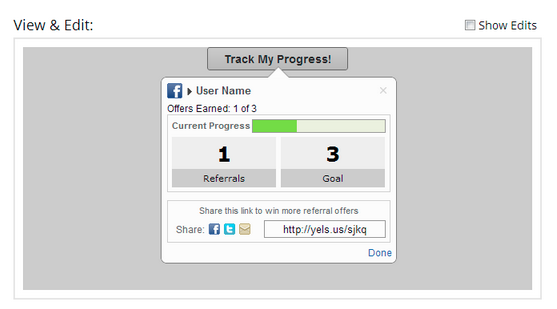 View & Edit:
Show Edits
Track My Progress!
User Name
Offers Earned: 1 of 3
Current Progress
1
3
Referrals
Goal
Share this link to win more referral offers
Share:
http://yels.us/sjkq
Done